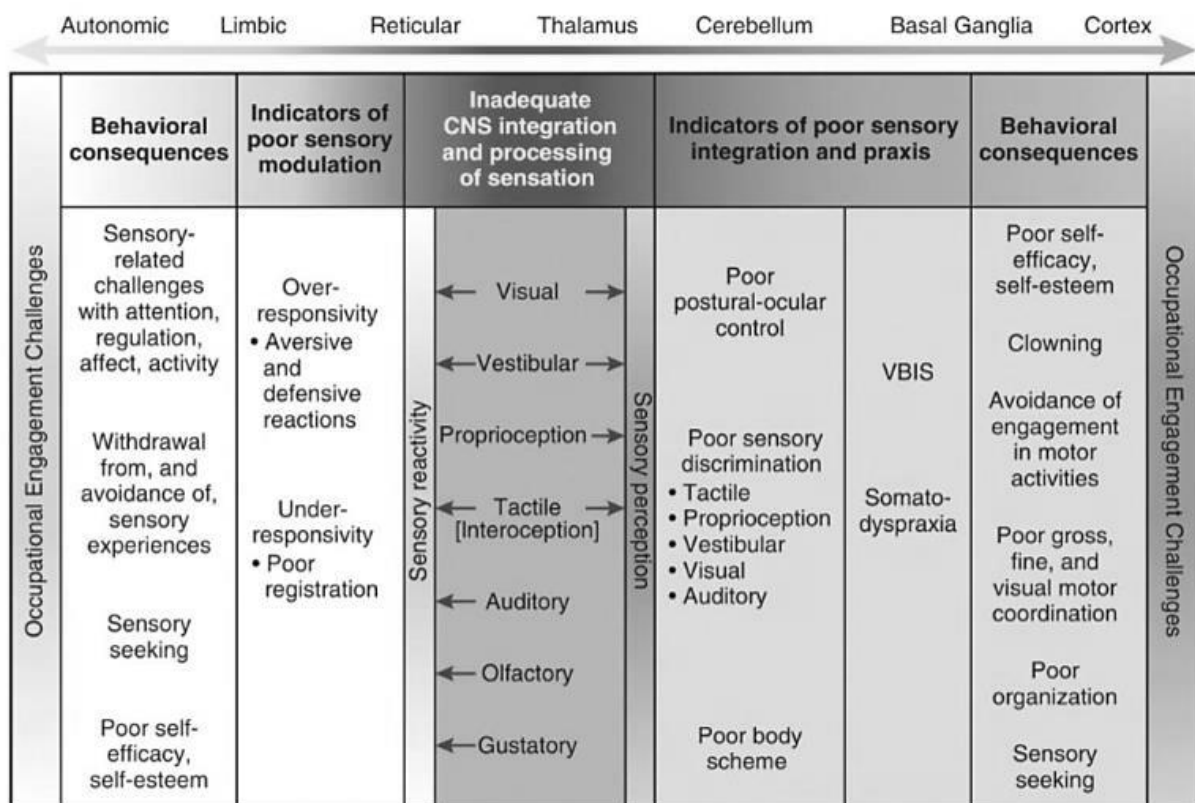 Autonomic Limbic Reticular Thalamus Cerebellum Basal Ganglia Cortex
Behavioral
consequences
Indicators of
poor sensory
modulation
Inadequate
CNS integration
and processing
of sensation
Indicators of poor sensory
integration and praxis
Behavioral
consequences
Occupational Engagement Challenges
Sensory-
related
challenges
with attention,
regulation,
affect, activity
Withdrawal
from, and
avoidance of,
sensory
experiences
Sensory
seeking
Poor self-
efficacy,
self-esteem
Over-
responsivity
• Aversive
and
defensive
reactions
Under-
responsivity
• Poor
registration
Sensory reactivity
Visual
Vestibular
Proprioception
Tactile
[Interoception]
Auditory
Olfactory
Gustatory
Sensory perception
Poor
postural-ocular
control
Poor sensory
discrimination
• Tactile
• Proprioception
• Vestibular
• Visual
• Auditory
Poor body
scheme
VBIS
Somato-
dyspraxia
Poor self-
efficacy,
self-esteem
Clowning
Avoidance of
engagement
in motor
activities
Poor gross,
fine, and
visual motor
coordination
Poor
organization
Sensory
seeking
Occupational Engagement Challenges